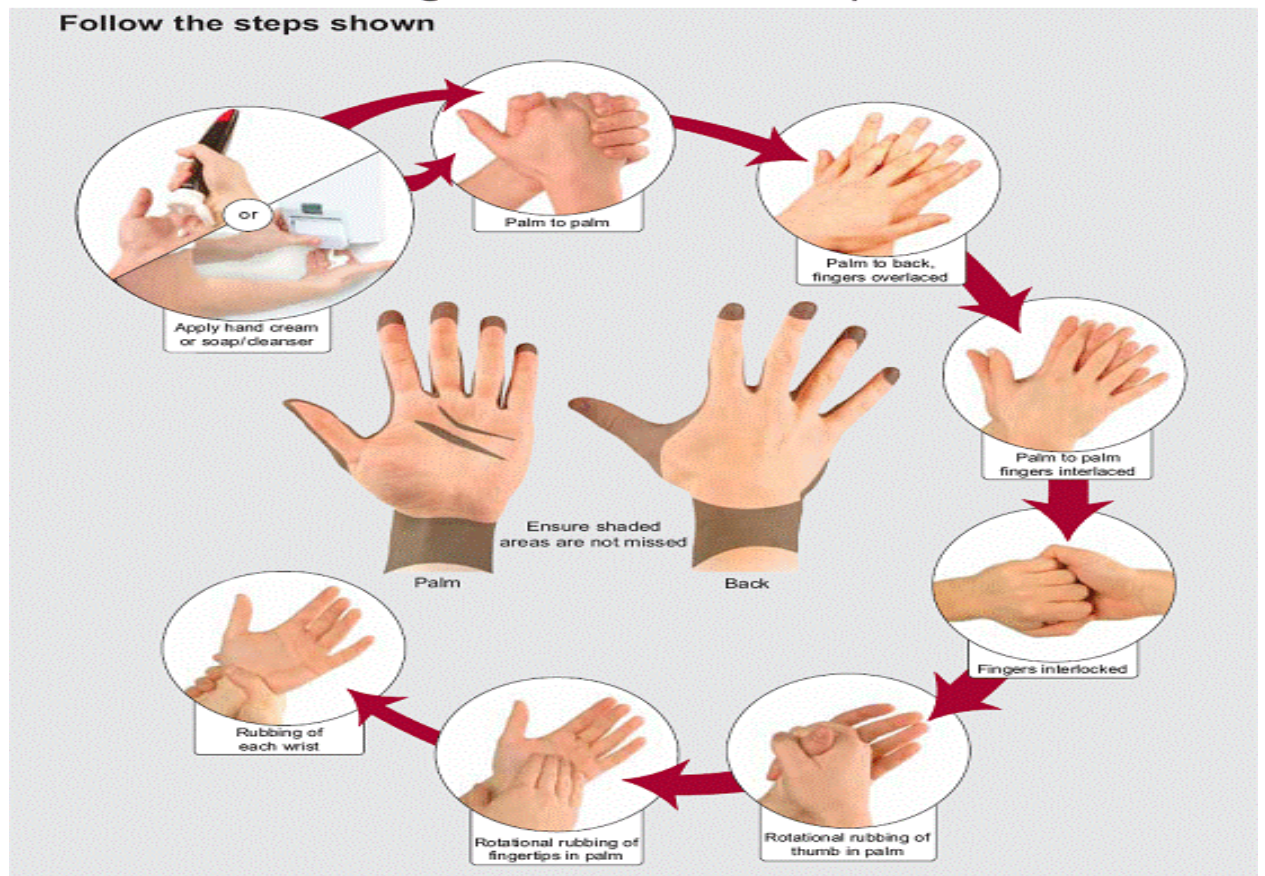 Follow the steps shown
or
Apply hand cream
or soap/cleanser
Palm to palm
Palm to back,
fingers overlaced
Palm to palm
fingers interlaced
Fingers interlocked
Rotational rubbing of
thumb in palm
Rotational rubbing of
fingertips in palm
Rubbing of
each wrist
Ensure shaded
areas are not missed
Palm
Back